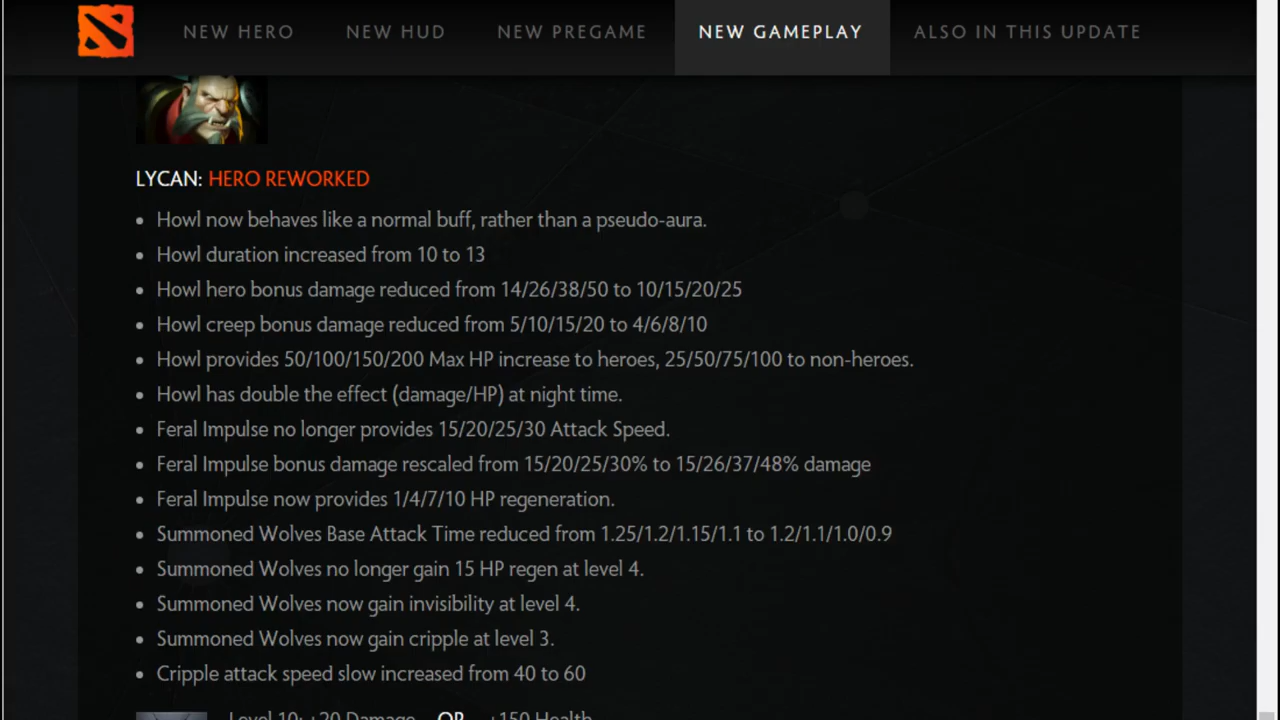 NEW HERO NEW HUD NEW PREGAME NEW GAMEPLAY ALSO IN THIS UPDATE
LYCAN: HERO REWORKED
• Howl now behaves like a normal buff, rather than a pseudo-aura.
• Howl duration increased from 10 to 13
• Howl hero bonus damage reduced from 14/26/38/50 to 10/15/20/25
• Howl creep bonus damage reduced from 5/10/15/20 to 4/6/8/10
• Howl provides 50/100/150/200 Max HP increase to heroes, 25/50/75/100 to non-heroes.
• Howl has double the effect (damage/HP) at night time.
• Feral Impulse no longer provides 15/20/25/30 Attack Speed.
• Feral Impulse bonus damage rescaled from 15/20/25/30% to 15/26/37/48% damage
• Feral Impulse now provides 1/4/7/10 HP regeneration.
• Summoned Wolves Base Attack Time reduced from 1.25/1.2/1.15/1.1 to 1.2/1.1/1.0/0.9
• Summoned Wolves no longer gain 15 HP regen at level 4.
• Summoned Wolves now gain invisibility at level 4.
• Summoned Wolves now gain cripple at level 3.
• Cripple attack speed slow increased from 40 to 60
Level 10: +20 Damage OR +150 Health